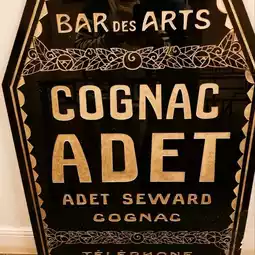 BAR DES ARTS
COGNAC
ADET
ADET SEWARD
COGNAC
TÉLÉPHONE